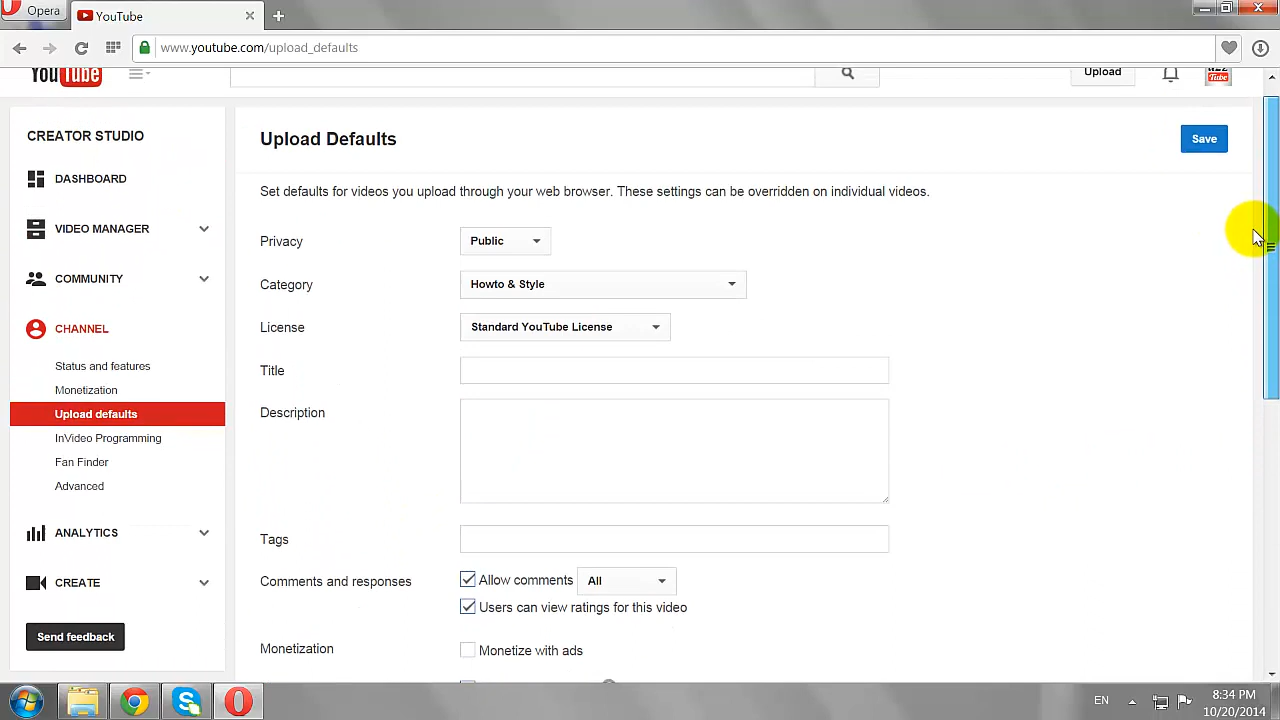 Opera
YouTube
www.youtube.com/upload_defaults
YouTube
Upload
Tube
CREATOR STUDIO
DASHBOARD
VIDEO MANAGER
COMMUNITY
CHANNEL
Status and features
Monetization
Upload defaults
InVideo Programming
Fan Finder
Advanced
ANALYTICS
CREATE
Send feedback
Upload Defaults
Save
Set defaults for videos you upload through your web browser. These settings can be overridden on individual videos.
Privacy
Public
Category
Howto & Style
License
Standard YouTube License
Title
Description
Tags
Comments and responses
Allow comments
All
Users can view ratings for this video
Monetization
Monetize with ads
EN
8:34 PM
10/20/2014